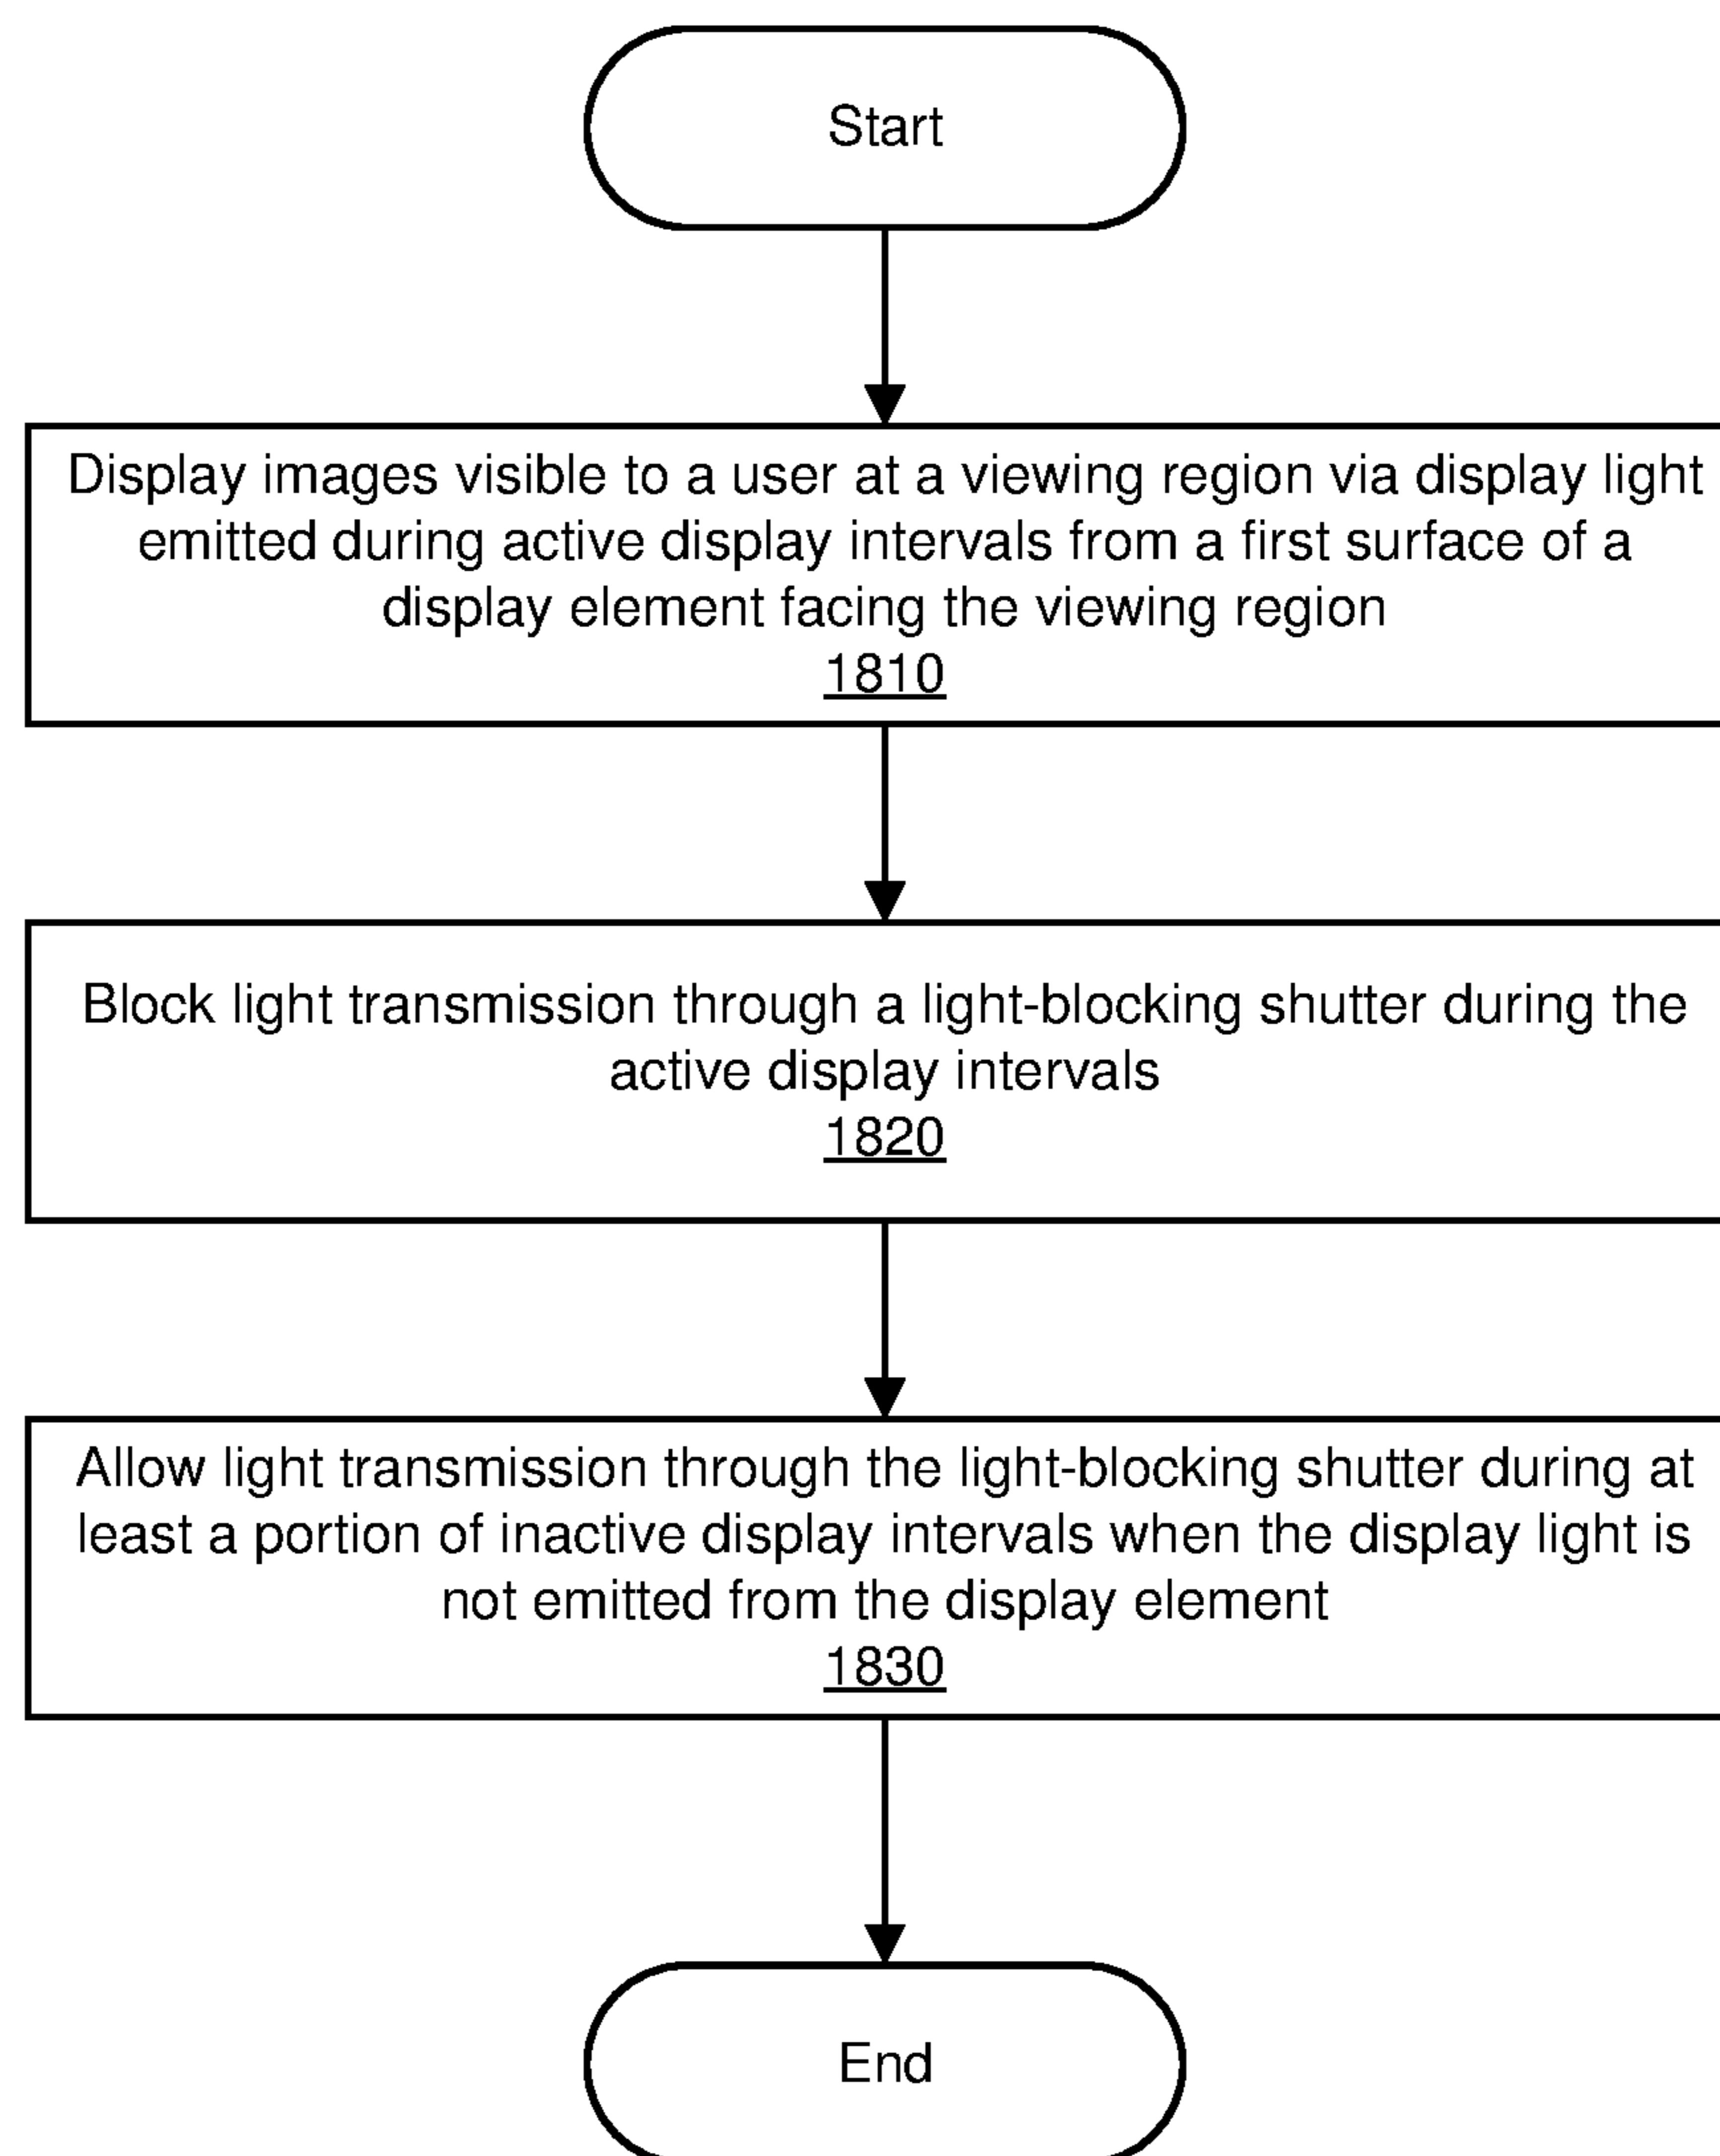 Start
Display images visible to a user at a viewing region via display light
emitted during active display intervals from a first surface of a
display element facing the viewing region
1810
Block light transmission through a light-blocking shutter during the
active display intervals
1820
Allow light transmission through the light-blocking shutter during at
least a portion of inactive display intervals when the display light is
not emitted from the display element
1830
End